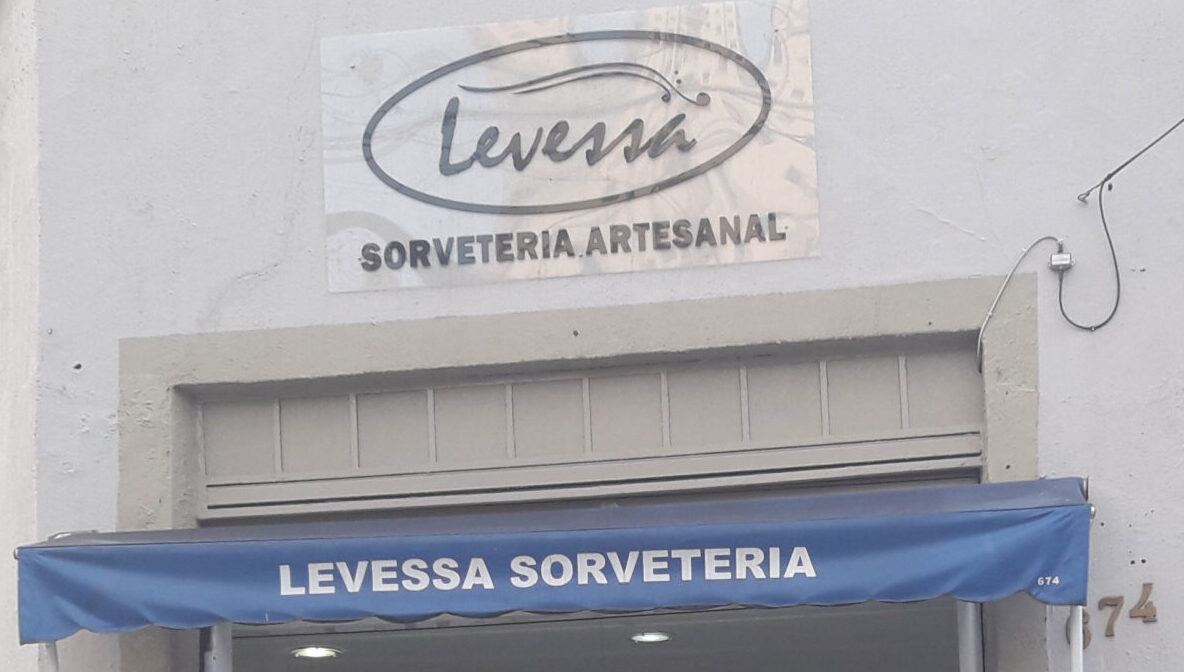 Levessa
SORVETERIA ARTESANAL
LEVESSA SORVETERIA
674
674